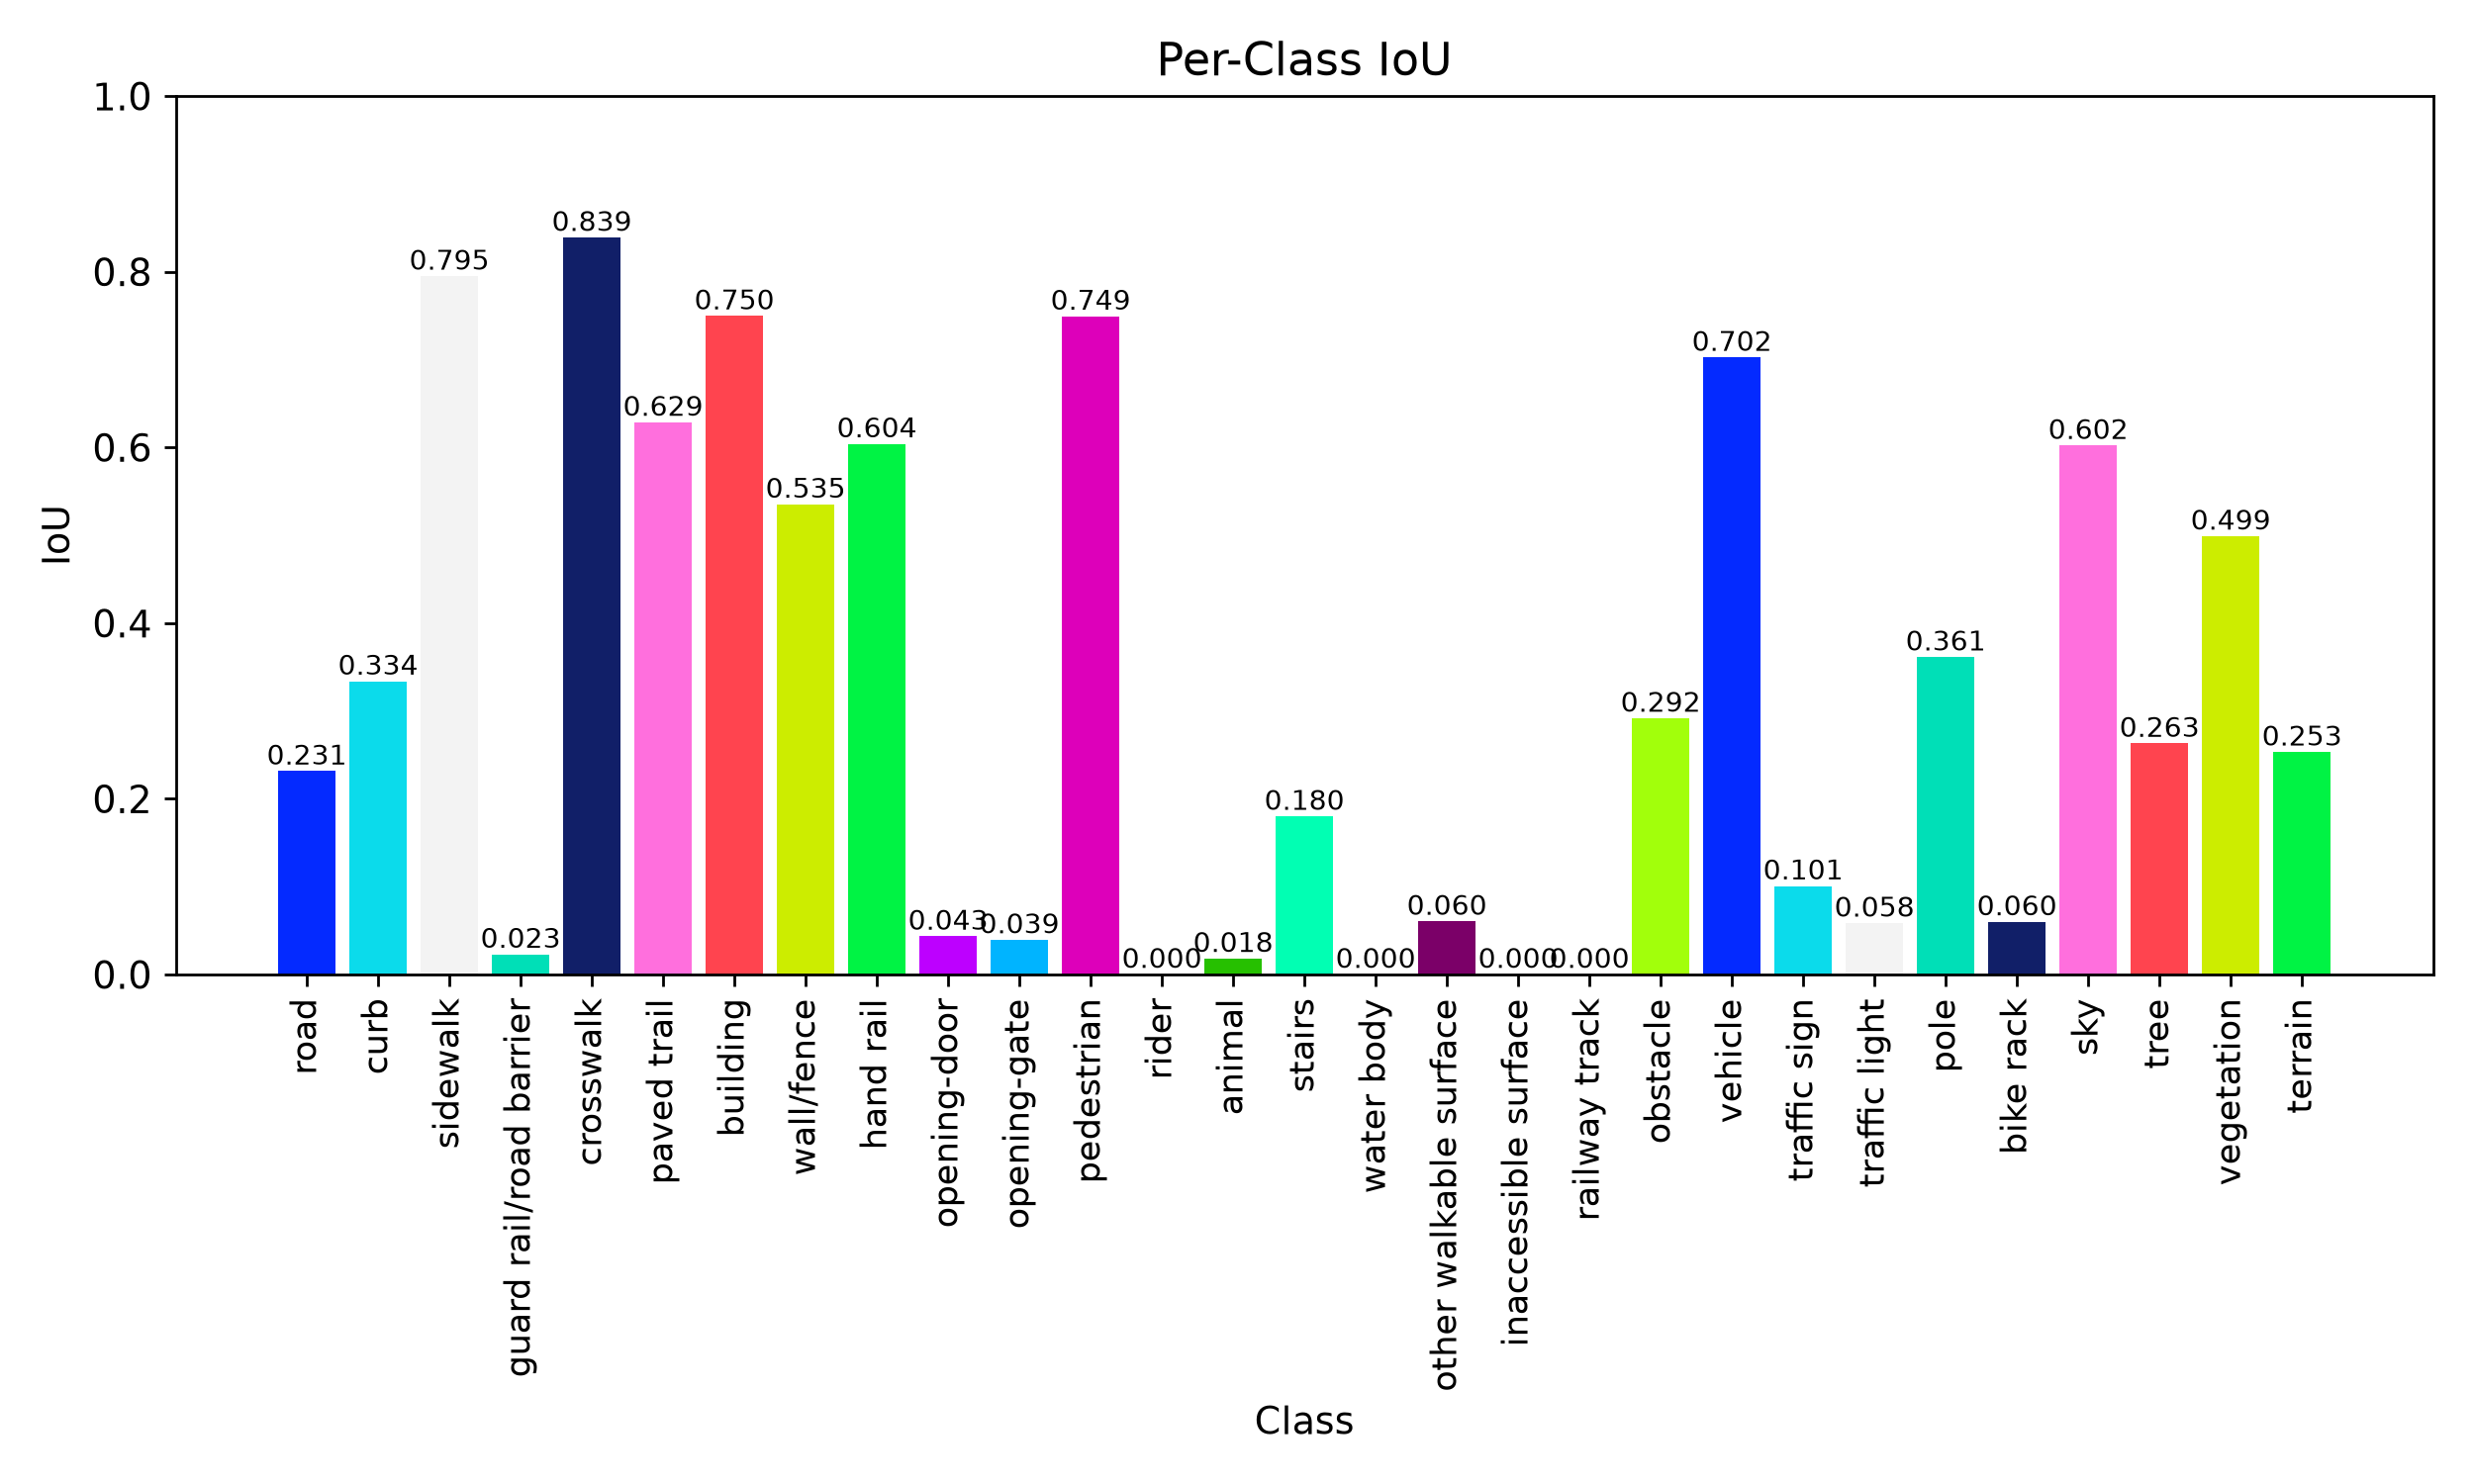 Per-Class IoU
1.0
0.8
0.6
0.4
0.2
0.0
IoU
0.231
0.334
0.795
0.023
0.839
0.629
0.750
0.535
0.604
0.043
0.039
0.749
0.000
0.018
0.180
0.000
0.060
0.000
0.000
0.292
0.702
0.101
0.058
0.361
0.060
0.602
0.263
0.499
0.253
road
curb
sidewalk
guard rail/road barrier
crosswalk
paved trail
building
wall/fence
hand rail
opening-door
opening-gate
pedestrian
rider
animal
stairs
water body
other walkable surface
inaccessible surface
railway track
obstacle
vehicle
traffic sign
traffic light
pole
bike rack
sky
tree
vegetation
terrain
Class